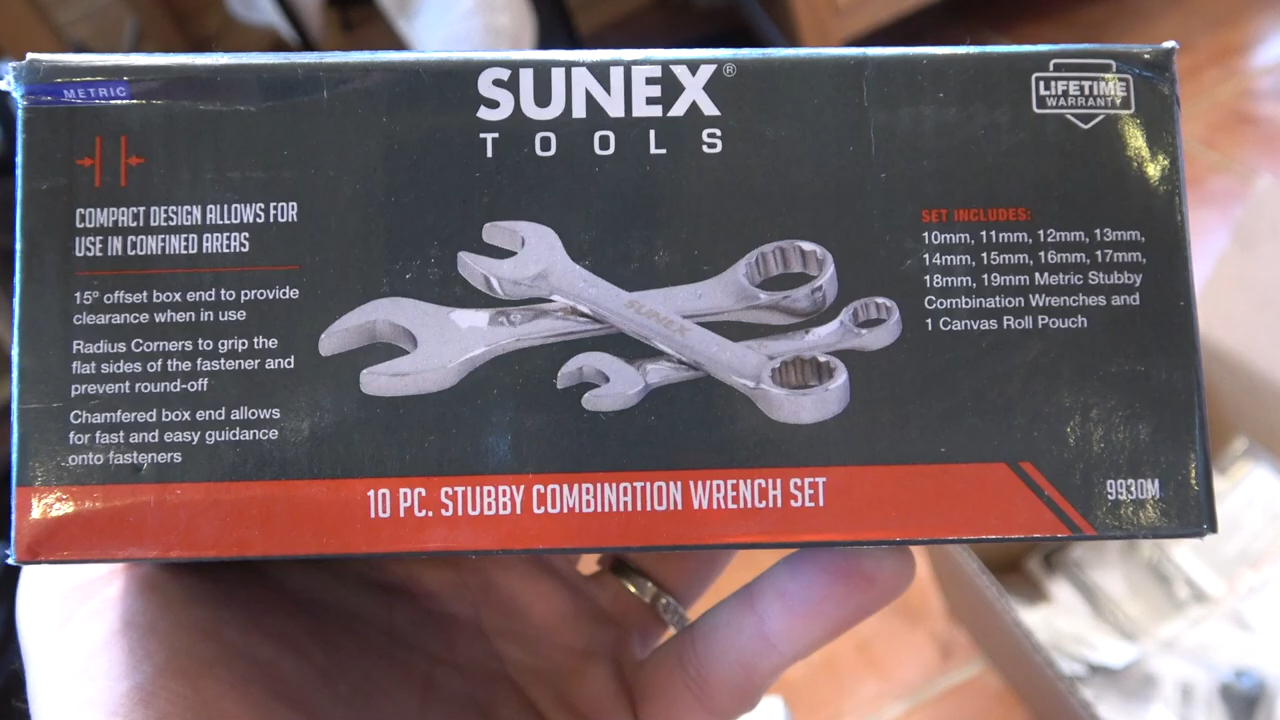 METRIC
SUNEX®
TOOLS
LIFETIME
WARRANTY
COMPACT DESIGN ALLOWS FOR
USE IN CONFINED AREAS
15º offset box end to provide
clearance when in use
Radius Corners to grip the
flat sides of the fastener and
prevent round-off
Chamfered box end allows
for fast and easy guidance
onto fasteners
SUNEX
SET INCLUDES:
10mm, 11mm, 12mm, 13mm,
14mm, 15mm, 16mm, 17mm,
18mm, 19mm Metric Stubby
Combination Wrenches and
1 Canvas Roll Pouch
10 PC. STUBBY COMBINATION WRENCH SET
9930M